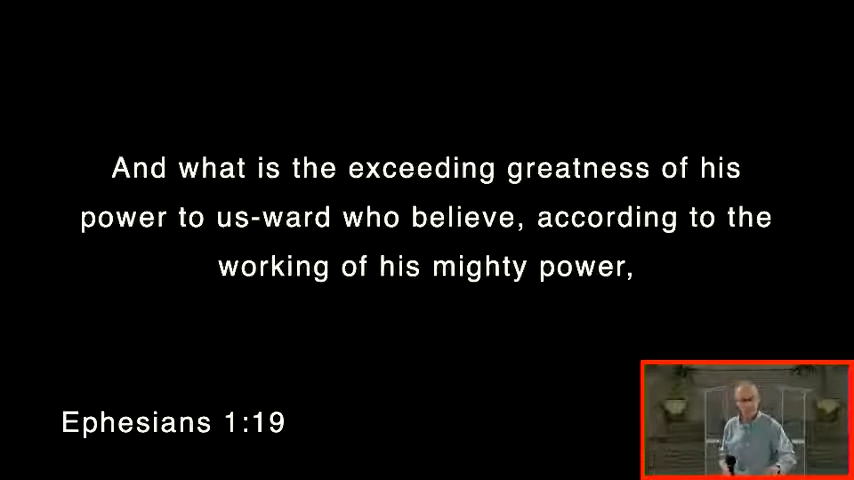 And what is the exceeding greatness of his
power to us-ward who believe, according to the
working of his mighty power,
Ephesians 1:19